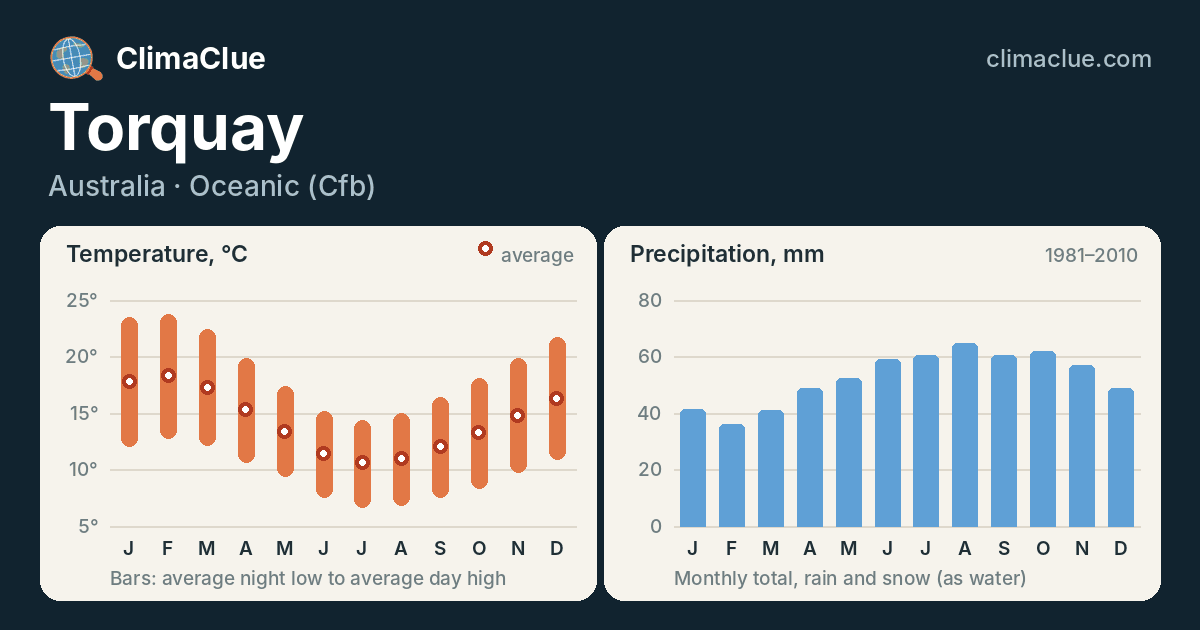 ClimaClue
climaclue.com
Torquay
Australia · Oceanic (Cfb)
Temperature, °C
average
25°
20°
15°
10°
5°
J F M A M J J A S O N D
Bars: average night low to average day high
Precipitation, mm
1981–2010
80
60
40
20
0
J F M A M J J A S O N D
Monthly total, rain and snow (as water)